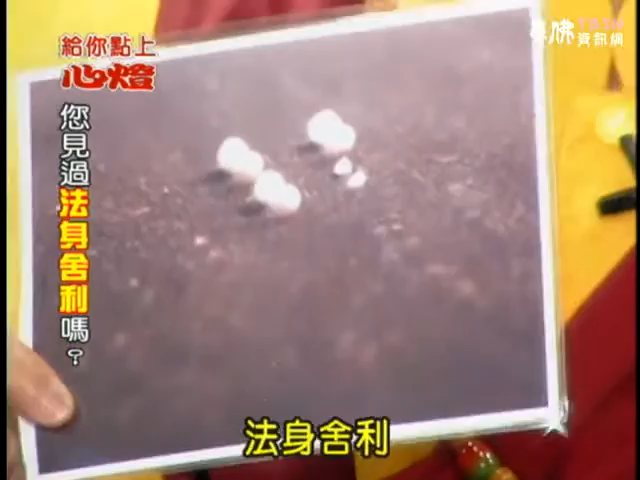 給你點上
心燈
您見過法身舍利嗎?
佛
資訊網
法身舍利